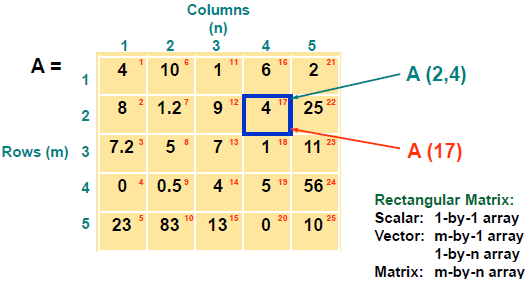 Columns
(n)
1 2 3 4 5
A =
1 4 1 10 6 1 11 6 16 2 21
A (2,4)
2 8 2 1.2 7 9 12 4 17 25 22
Rows (m) 3 7.2 3 5 8 7 13 1 18 11 23
A (17)
4 0 4 0.5 9 4 14 5 19 56 24
5 23 5 83 10 13 15 0 20 10 25
Rectangular Matrix:
Scalar: 1-by-1 array
Vector: m-by-1 array
1-by-n array
Matrix: m-by-n array